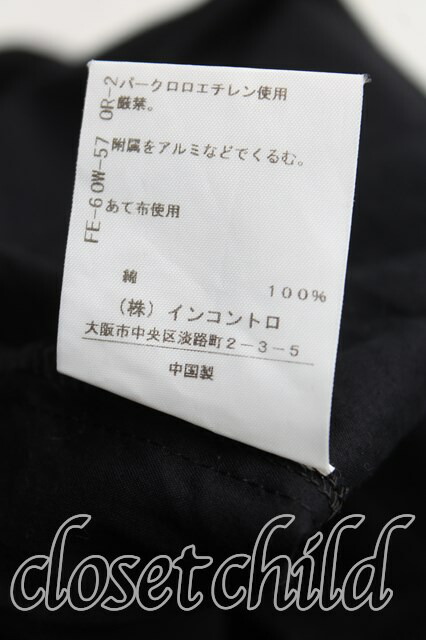 パークロロエチレン使用
厳禁。
附属をアルミなどでくるむ。
あて布使用
綿 100%
(株) インコントロ
大阪市中央区淡路町2-3-5
中国製
FE-60W-57 OR-2
closet child